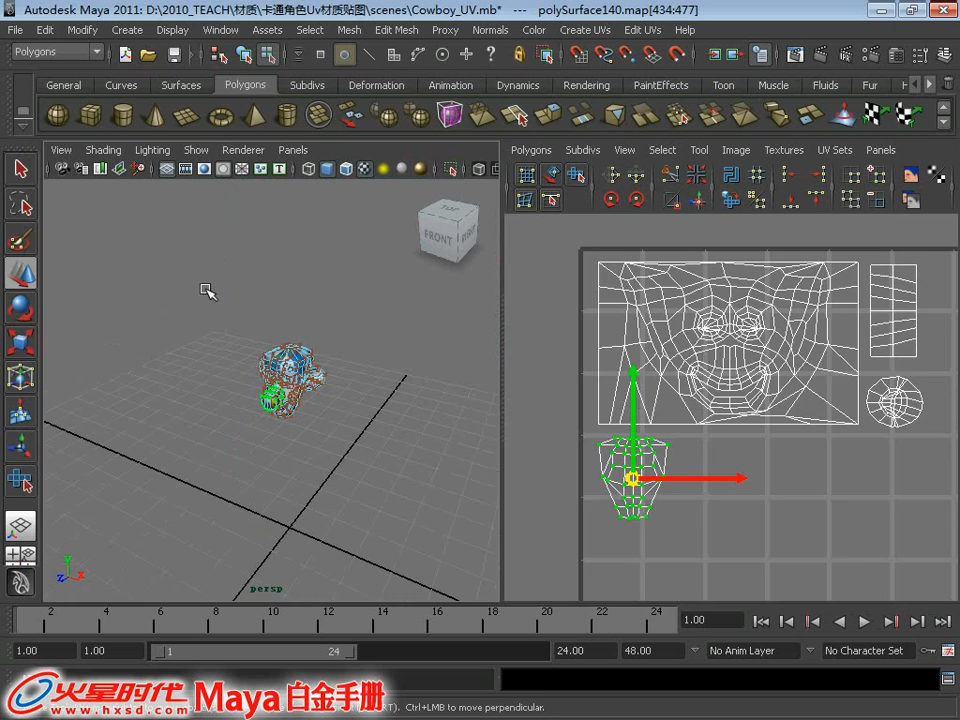 Autodesk Maya 2011: D:\2010_TEACH\材质\卡通角色Uv材质贴图\scenes\Cowboy_UV.mb* --- polySurface140.map[434:477]
File Edit Modify Create Display Window Assets Select Mesh Edit Mesh Proxy Normals Color Create UVs Edit UVs Help
Polygons
General Curves Surfaces Polygons Subdivs Deformation Animation Dynamics Rendering PaintEffects Toon Muscle Fluids Fur
View Shading Lighting Show Renderer Panels
Polygons Subdivs View Select Tool Image Textures UV Sets Panels
TOP
FRONT
RIGHT
y
z
x
persp
2 4 6 8 10 12 14 16 18 20 22 24
1.00
1.00 1.00 1 24 24.00 48.00 No Anim Layer No Character Set
火星时代
www.hxsd.com
Maya 白金手册
Ctrl+LMB to move perpendicular.